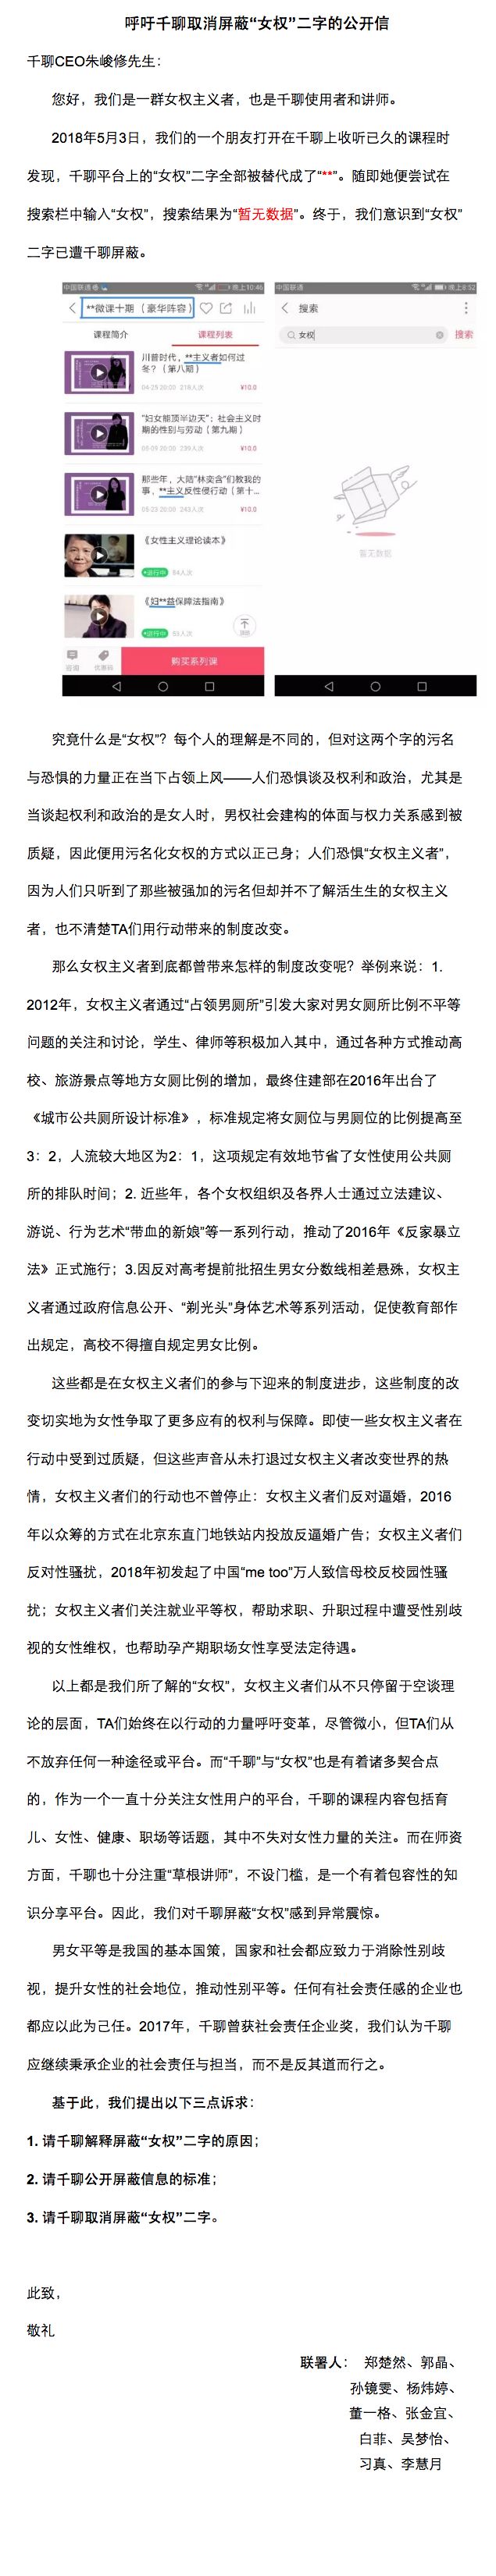 呼吁千聊取消屏蔽“女权”二字的公开信
千聊CEO朱峻修先生：
您好，我们是一群女权主义者，也是千聊使用者和讲师。
2018年5月3日，我们的一个朋友打开在千聊上收听已久的课程时
发现，千聊平台上的“女权”二字全部被替代成了“**”。随即她便尝试在
搜索栏中输入“女权”，搜索结果为“暂无数据”。终于，我们意识到“女权”
二字已遭千聊屏蔽。
中国联通 晚上10:46
**微课十期（豪华阵容）
课程简介 课程列表
川普时代，**主义者如何过
冬？（第八期）
04-25 20:00 218人次 ¥10.0
“妇女能顶半边天”：社会主义时
期的性别与劳动（第九期）
05-09 20:00 239人次 ¥10.0
那些年，大陆“林奕含”们教我的
事、**主义反性侵行动（第十...
05-23 20:00 243人次 ¥10.0
《女性主义理论读本》
进行中 84人次
《妇**益保障法指南》
进行中 53人次
顶部
咨询 优惠码 购买系列课
中国联通 晚上8:52
搜索
女权 搜索
暂无数据
究竟什么是“女权”？每个人的理解是不同的，但对这两个字的污名
与恐惧的力量正在当下占领上风——人们恐惧谈及权利和政治，尤其是
当谈起权利和政治的是女人时，男权社会建构的体面与权力关系感到被
质疑，因此便用污名化女权的方式以正己身；人们恐惧“女权主义者”，
因为人们只听到了那些被强加的污名但却并不了解活生生的女权主义
者，也不清楚TA们用行动带来的制度改变。
那么女权主义者到底都曾带来怎样的制度改变呢？举例来说：1.
2012年，女权主义者通过“占领男厕所”引发大家对男女厕所比例不平等
问题的关注和讨论，学生、律师等积极加入其中，通过各种方式推动高
校、旅游景点等地方女厕比例的增加，最终住建部在2016年出台了
《城市公共厕所设计标准》，标准规定将女厕位与男厕位的比例提高至
3：2，人流较大地区为2：1，这项规定有效地节省了女性使用公共厕
所的排队时间；2. 近些年，各个女权组织及各界人士通过立法建议、
游说、行为艺术“带血的新娘”等一系列行动，推动了2016年《反家暴立
法》正式施行；3.因反对高考提前批招生男女分数线相差悬殊，女权主
义者通过政府信息公开、“剃光头”身体艺术等系列活动，促使教育部作
出规定，高校不得擅自规定男女比例。
这些都是在女权主义者们的参与下迎来的制度进步，这些制度的改
变切实地为女性争取了更多应有的权利与保障。即使一些女权主义者在
行动中受到过质疑，但这些声音从未打退过女权主义者改变世界的热
情，女权主义者们的行动也不曾停止：女权主义者们反对逼婚，2016
年以众筹的方式在北京东直门地铁站内投放反逼婚广告；女权主义者们
反对性骚扰，2018年初发起了中国“me too”万人致信母校反校园性骚
扰；女权主义者们关注就业平等权，帮助求职、升职过程中遭受性别歧
视的女性维权，也帮助孕产期职场女性享受法定待遇。
以上都是我们所了解的“女权”，女权主义者们从不只停留于空谈理
论的层面，TA们始终在以行动的力量呼吁变革，尽管微小，但TA们从
不放弃任何一种途径或平台。而“千聊”与“女权”也是有着诸多契合点
的，作为一个一直十分关注女性用户的平台，千聊的课程内容包括育
儿、女性、健康、职场等话题，其中不失对女性力量的关注。而在师资
方面，千聊也十分注重“草根讲师”，不设门槛，是一个有着包容性的知
识分享平台。因此，我们对千聊屏蔽“女权”感到异常震惊。
男女平等是我国的基本国策，国家和社会都应致力于消除性别歧
视，提升女性的社会地位，推动性别平等。任何有社会责任感的企业也
都应以此为己任。2017年，千聊曾获社会责任企业奖，我们认为千聊
应继续秉承企业的社会责任与担当，而不是反其道而行之。
基于此，我们提出以下三点诉求：
1. 请千聊解释屏蔽“女权”二字的原因；
2. 请千聊公开屏蔽信息的标准；
3. 请千聊取消屏蔽“女权”二字。
此致，
敬礼
联署人： 郑楚然、郭晶、
孙镜雯、杨炜婷、
董一格、张金宜、
白菲、吴梦怡、
习真、李慧月